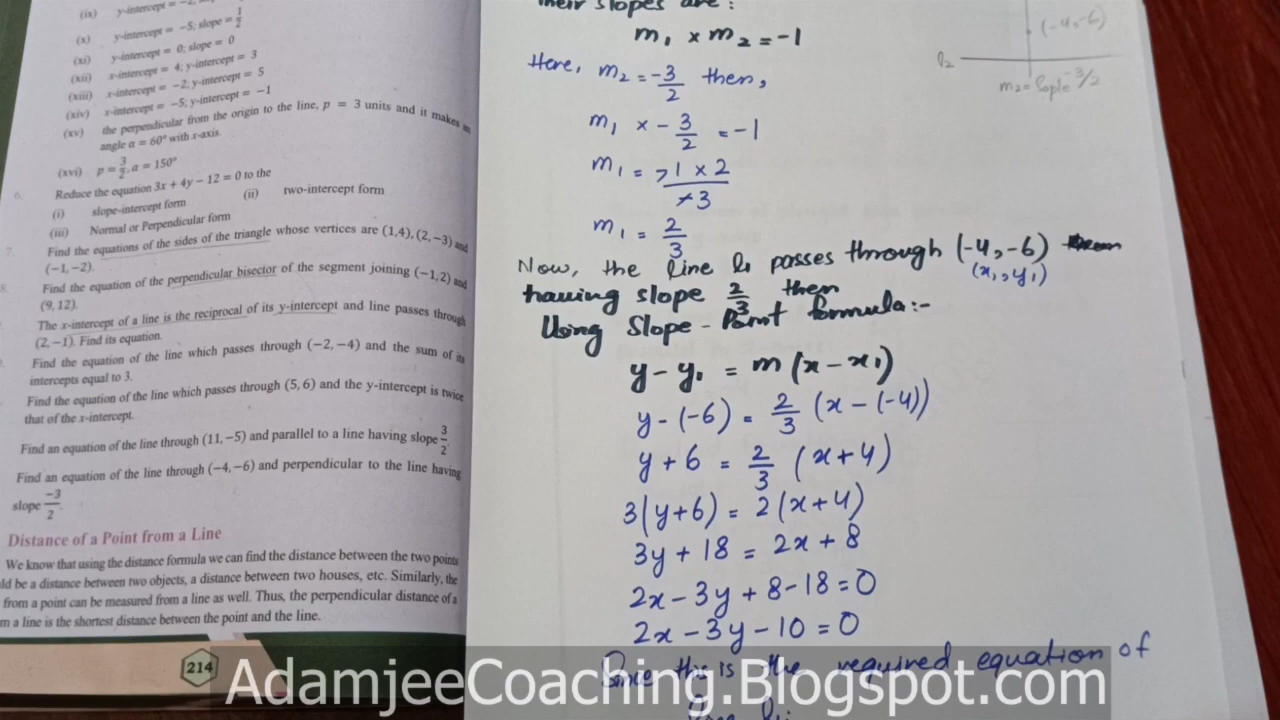 (ix) y-intercept = -2,
(x) y-intercept = -5; slope = 1/2
(xi) y-intercept = 0; slope = 0
(xii) x-intercept = 4; y-intercept = 3
(xiii) x-intercept = -2; y-intercept = 5
(xiv) x-intercept = -5; y-intercept = -1
(xv) the perpendicular from the origin to the line, p = 3 units and it makes an
angle α = 60° with x-axis.
(xvi) p = 3/2, α = 150°
6. Reduce the equation 3x + 4y − 12 = 0 to the
(i) slope-intercept form (ii) two-intercept form
(iii) Normal or Perpendicular form
7. Find the equations of the sides of the triangle whose vertices are (1,4), (2, −3) and
(−1, −2).
8. Find the equation of the perpendicular bisector of the segment joining (−1, 2) and
(9, 12).
The x-intercept of a line is the reciprocal of its y-intercept and line passes through
(2, −1). Find its equation.
Find the equation of the line which passes through (−2, −4) and the sum of its
intercepts equal to 3.
Find the equation of the line which passes through (5, 6) and the y-intercept is twice
that of the x-intercept.
Find an equation of the line through (11, −5) and parallel to a line having slope 3/2.
Find an equation of the line through (−4, −6) and perpendicular to the line having
slope −3/2.
Distance of a Point from a Line
We know that using the distance formula we can find the distance between the two points
ld be a distance between two objects, a distance between two houses, etc. Similarly, the
from a point can be measured from a line as well. Thus, the perpendicular distance of a
m a line is the shortest distance between the point and the line.
214
their slopes are:
m₁ × m₂ = -1
Here, m₂ = -3/2 then,
m₁ × -3/2 = -1
m₁ = -1 × 2 / -3
m₁ = 2/3
Now, the line l₁ passes through (-4, -6)
(x₁, y₁)
having slope 2/3 then
Using Slope - Point formula:-
y - y₁ = m (x - x₁)
y - (-6) = 2/3 (x - (-4))
y + 6 = 2/3 (x + 4)
3(y+6) = 2(x+4)
3y + 18 = 2x + 8
2x - 3y + 8 - 18 = 0
2x - 3y - 10 = 0
Since this is the required equation of
line l₁
(-4, -6)
l₂
m₂ = Sople -3/2
AdamjeeCoaching.Blogspot.com